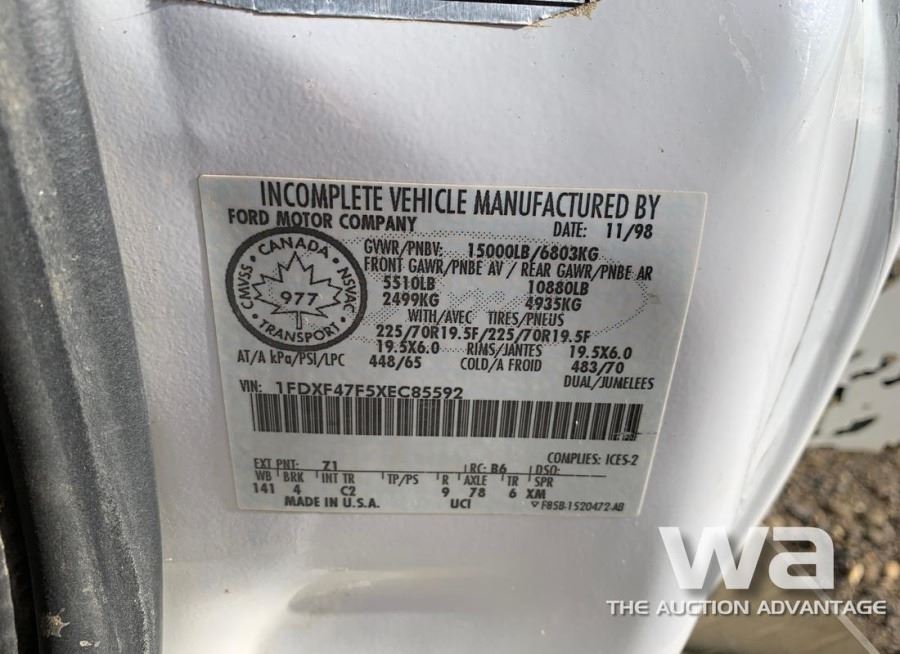 INCOMPLETE VEHICLE MANUFACTURED BY
FORD MOTOR COMPANY
DATE: 11/98
GVWR/PNBV: 15000LB/6803KG
FRONT GAWR/PNBE AV / REAR GAWR/PNBE AR
5510LB 10880LB
2499KG 4935KG
WITH/AVEC TIRES/PNEUS
225/70R19.5F/225/70R19.5F
19.5X6.0 RIMS/JANTES 19.5X6.0
AT/A kPa/PSI/LPC 448/65 COLD/A FROID 483/70
DUAL/JUMELEES
CANADA
CMVSS 977 NSVAC
TRANSPORT
VIN: 1FDXF47F5XEC85592
COMPLIES: ICES-2
EXT PNT: Z1 RC: B6 DSO:
WB BRK INT TR TP/PS R AXLE TR SPR
141 4 C2 9 78 6 XM
MADE IN U.S.A. UCI F85B-1520472-AB
wa
THE AUCTION ADVANTAGE